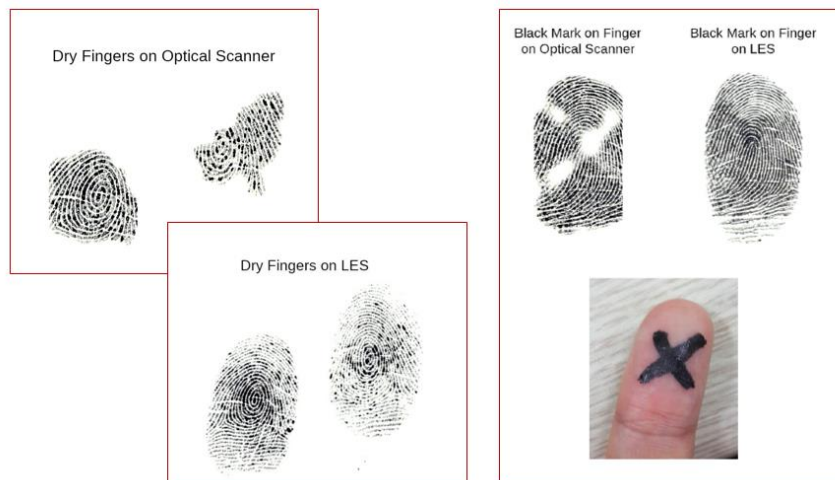 Dry Fingers on Optical Scanner
Dry Fingers on LES
Black Mark on Finger
on Optical Scanner
Black Mark on Finger
on LES